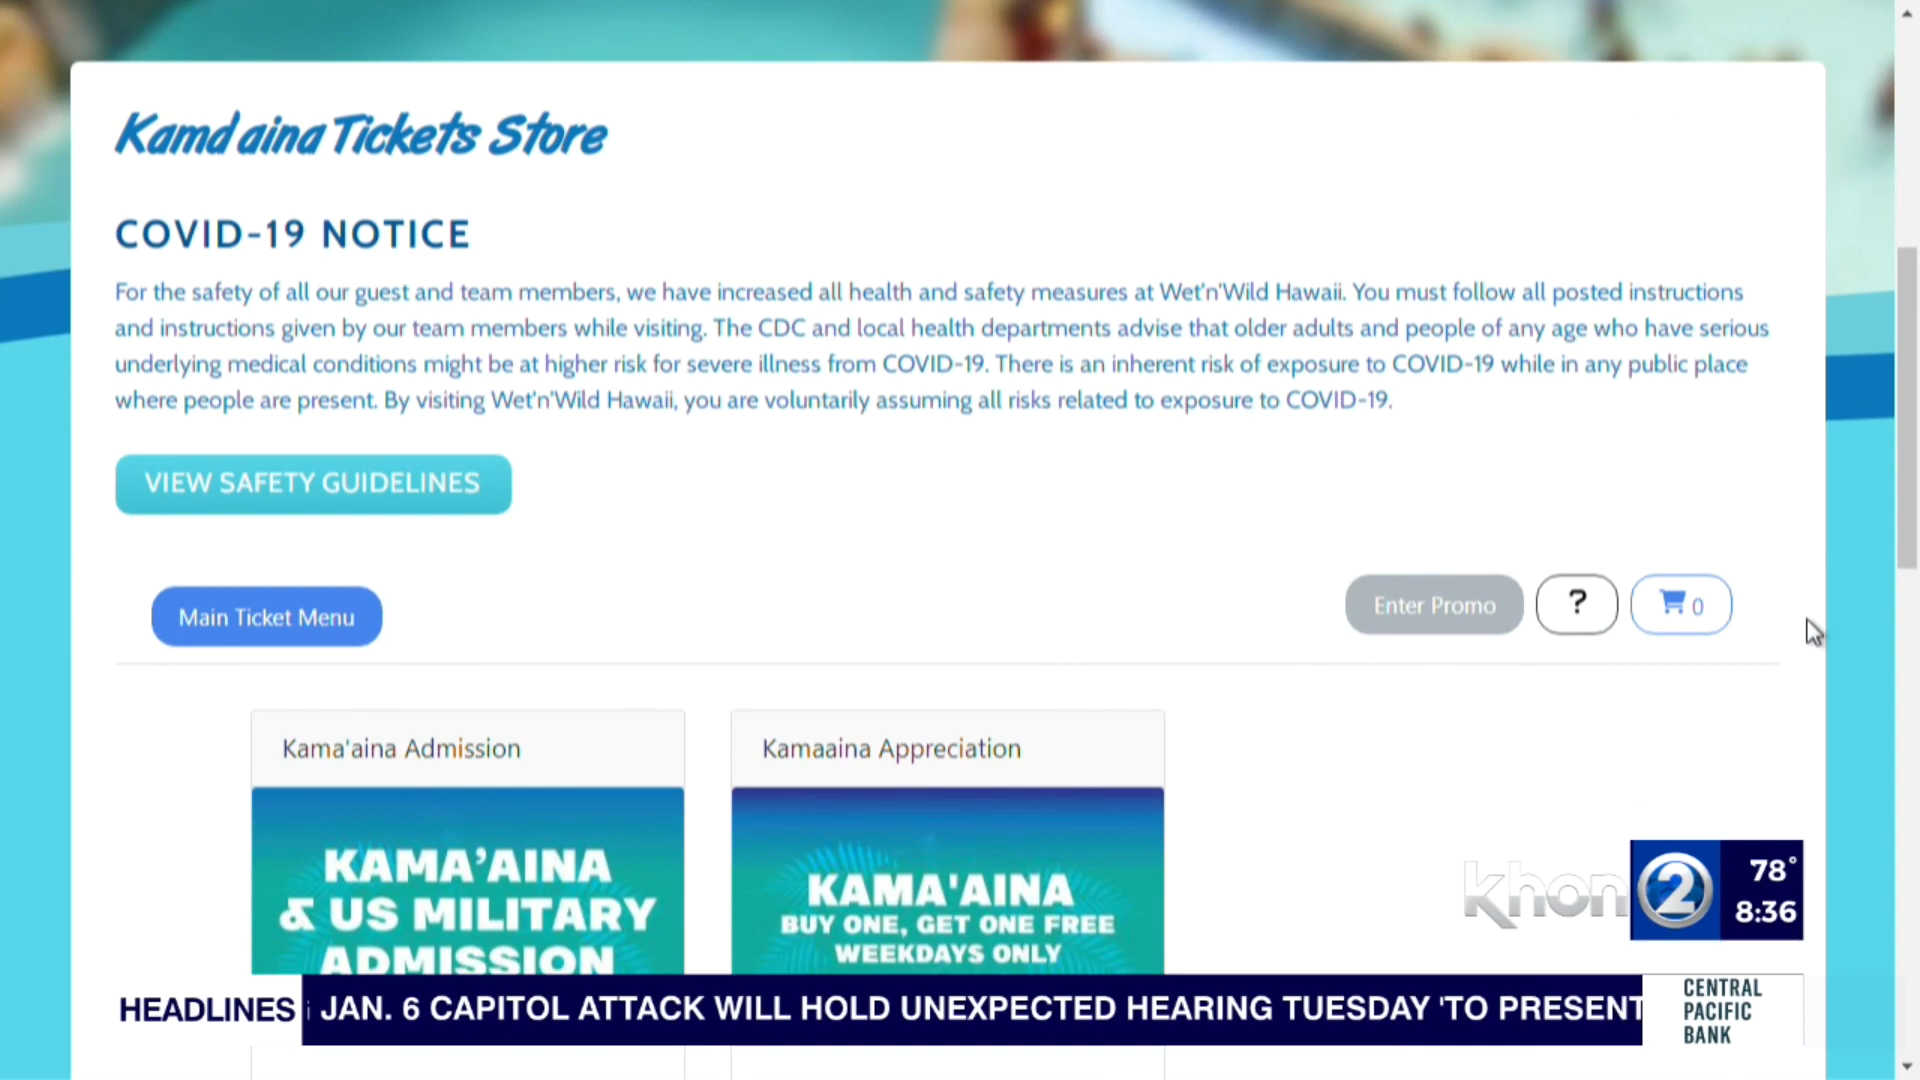 Kamd aina Tickets Store
COVID-19 NOTICE
For the safety of all our guest and team members, we have increased all health and safety measures at Wet'n'Wild Hawaii. You must follow all posted instructions
and instructions given by our team members while visiting. The CDC and local health departments advise that older adults and people of any age who have serious
underlying medical conditions might be at higher risk for severe illness from COVID-19. There is an inherent risk of exposure to COVID-19 while in any public place
where people are present. By visiting Wet'n'Wild Hawaii, you are voluntarily assuming all risks related to exposure to COVID-19.
VIEW SAFETY GUIDELINES
Main Ticket Menu
Enter Promo
?
0
Kama'aina Admission
KAMA'AINA
& US MILITARY
ADMISSION
Kamaaina Appreciation
KAMA'AINA
BUY ONE, GET ONE FREE
WEEKDAYS ONLY
khon 2
78°
8:36
HEADLINES
JAN. 6 CAPITOL ATTACK WILL HOLD UNEXPECTED HEARING TUESDAY 'TO PRESENT
CENTRAL
PACIFIC
BANK